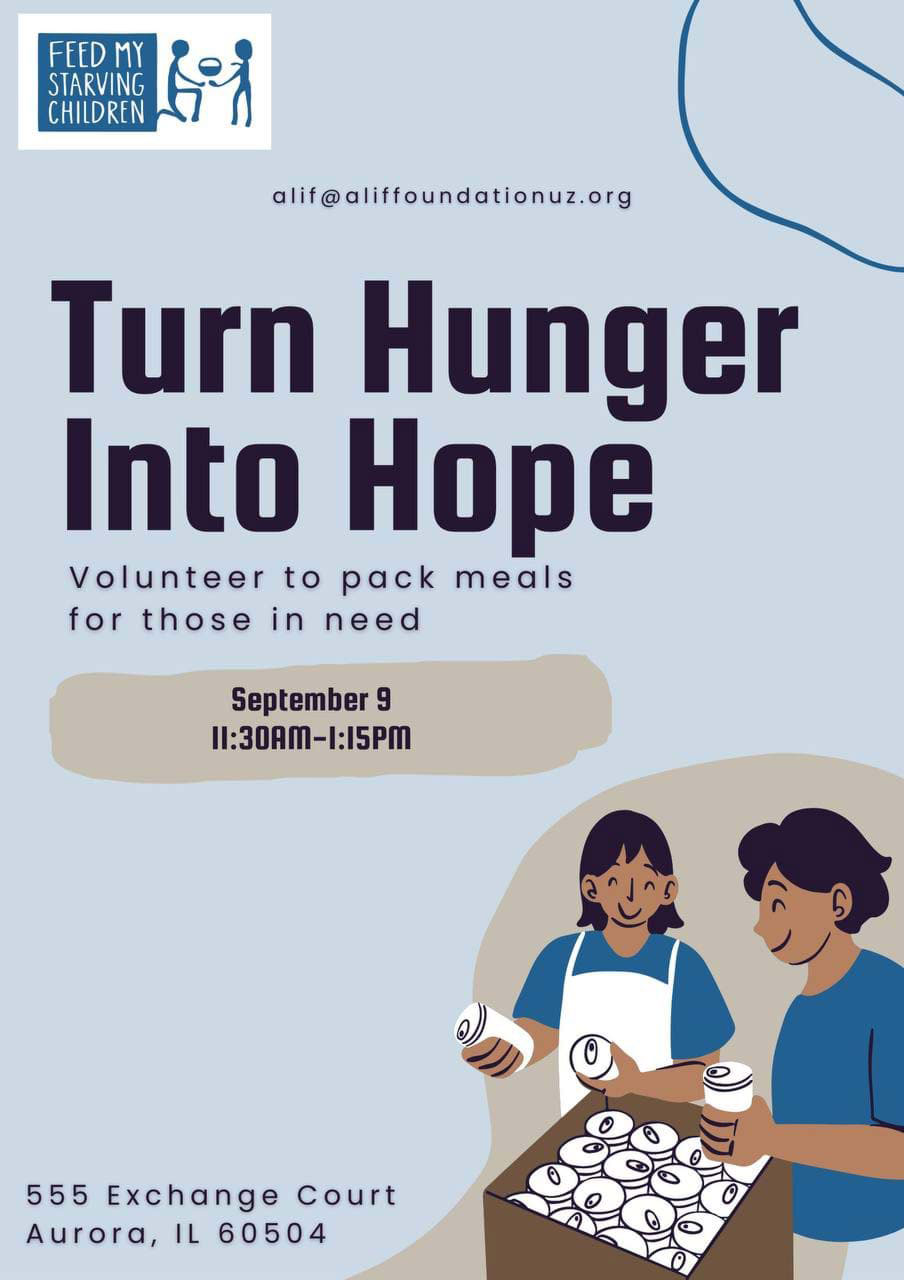 FEED MY
STARVING
CHILDREN
alif@aliffoundationuz.org
Turn Hunger
Into Hope
Volunteer to pack meals
for those in need
September 9
11:30AM-1:15PM
555 Exchange Court
Aurora, IL 60504